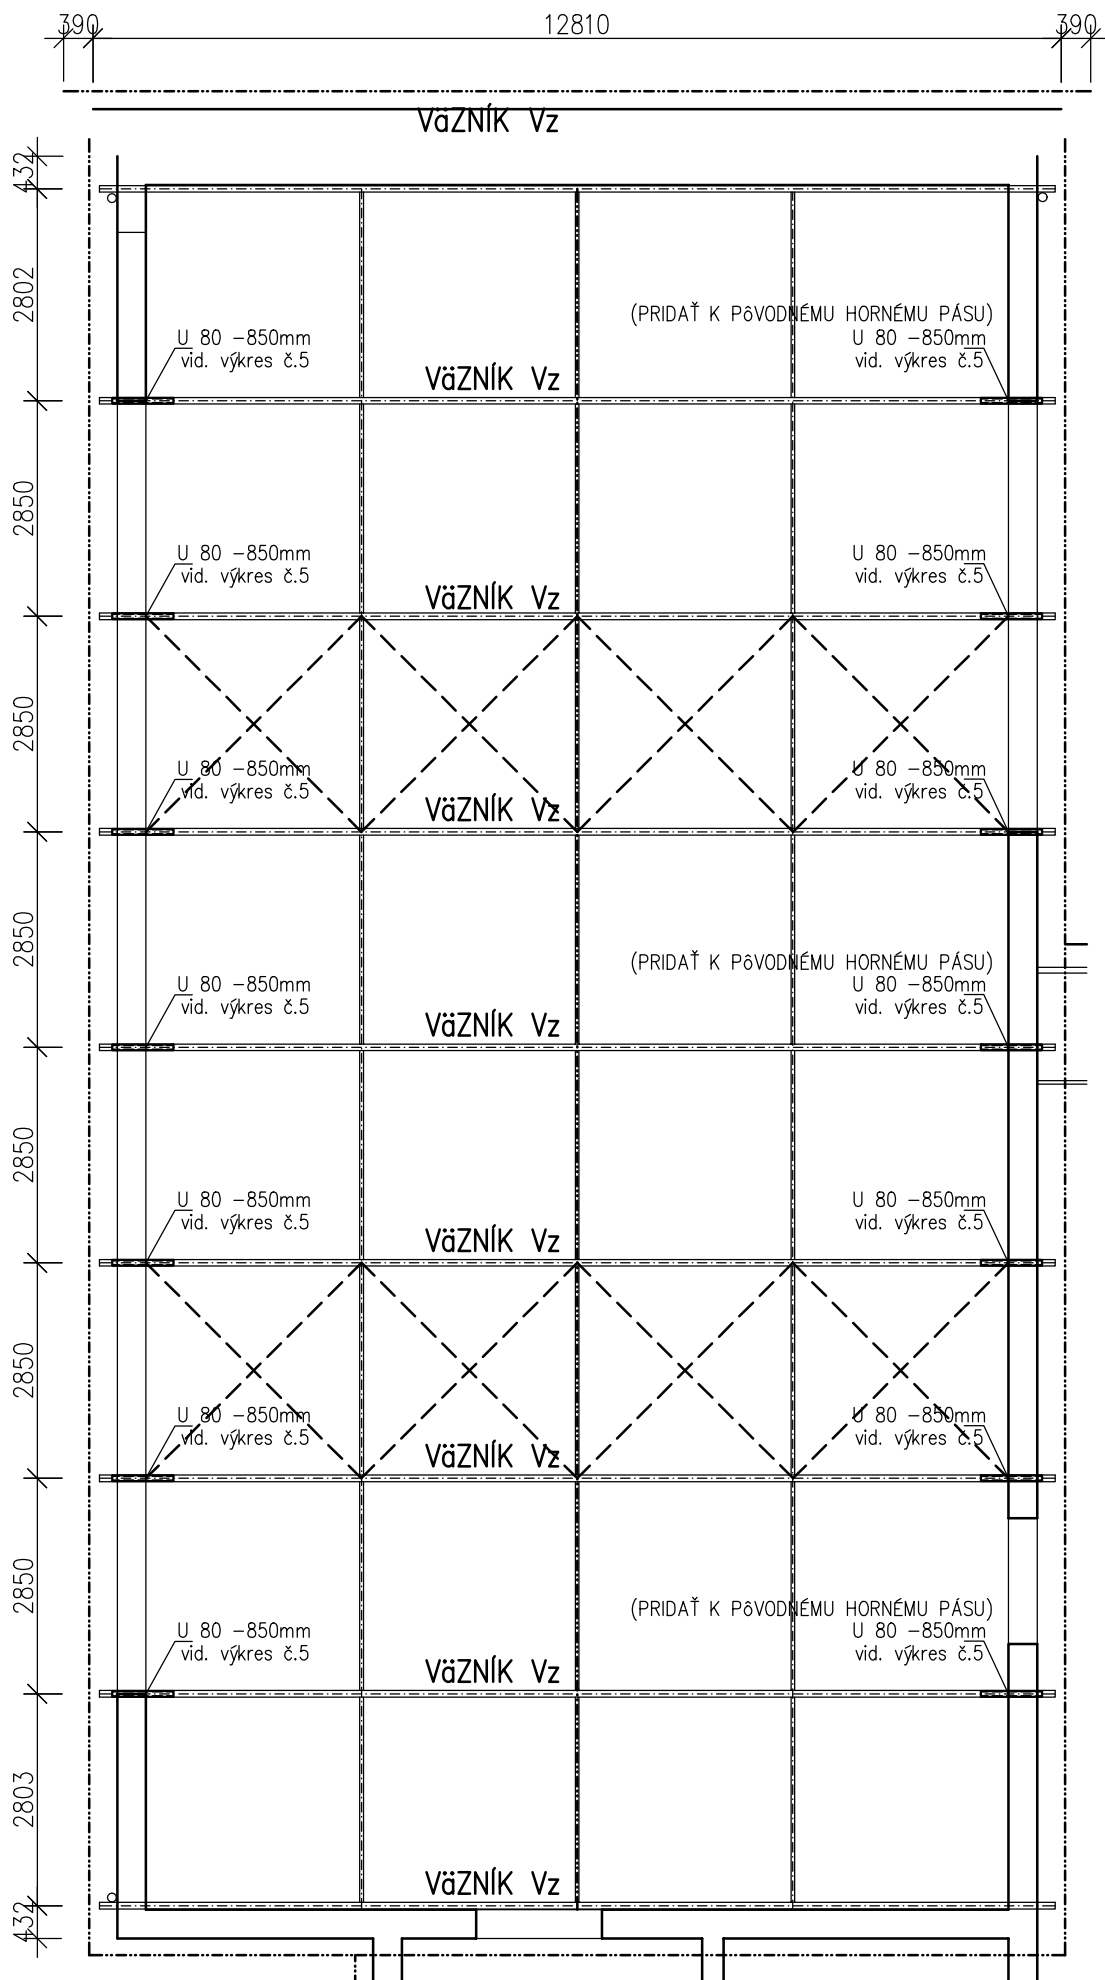 390
12810
390
VäZNÍK Vz
432
2802
(PRIDAŤ K PôVODNÉMU HORNÉMU PÁSU)
U 80 -850mm
vid. výkres č.5
U 80 -850mm
vid. výkres č.5
VäZNÍK Vz
2850
U 80 -850mm
vid. výkres č.5
U 80 -850mm
vid. výkres č.5
VäZNÍK Vz
2850
U 80 -850mm
vid. výkres č.5
U 80 -850mm
vid. výkres č.5
VäZNÍK Vz
2850
(PRIDAŤ K PôVODNÉMU HORNÉMU PÁSU)
U 80 -850mm
vid. výkres č.5
U 80 -850mm
vid. výkres č.5
VäZNÍK Vz
2850
U 80 -850mm
vid. výkres č.5
U 80 -850mm
vid. výkres č.5
VäZNÍK Vz
2850
U 80 -850mm
vid. výkres č.5
U 80 -850mm
vid. výkres č.5
VäZNÍK Vz
2850
(PRIDAŤ K PôVODNÉMU HORNÉMU PÁSU)
U 80 -850mm
vid. výkres č.5
U 80 -850mm
vid. výkres č.5
VäZNÍK Vz
2803
VäZNÍK Vz
432